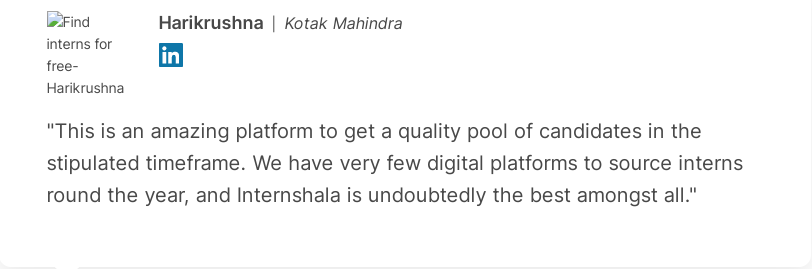 Find
interns for
free-
Harikrushna
Harikrushna | Kotak Mahindra
in
"This is an amazing platform to get a quality pool of candidates in the
stipulated timeframe. We have very few digital platforms to source interns
round the year, and Internshala is undoubtedly the best amongst all."